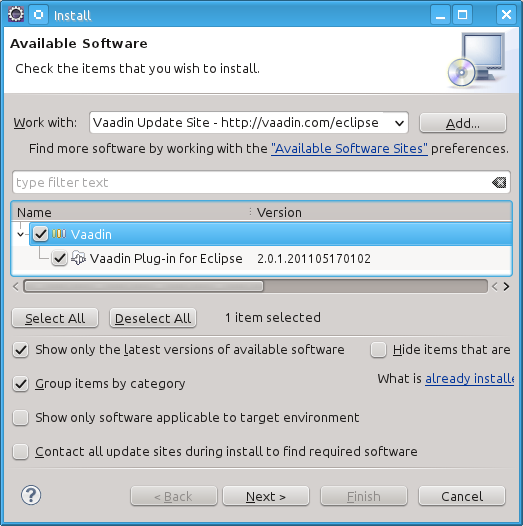 Install
Available Software
Check the items that you wish to install.
Work with: Vaadin Update Site - http://vaadin.com/eclipse Add...
Find more software by working with the "Available Software Sites" preferences.
type filter text
Name Version
Vaadin
Vaadin Plug-in for Eclipse 2.0.1.201105170102
Select All Deselect All 1 item selected
Show only the latest versions of available software Hide items that are
Group items by category What is already installe
Show only software applicable to target environment
Contact all update sites during install to find required software
? < Back Next > Finish Cancel